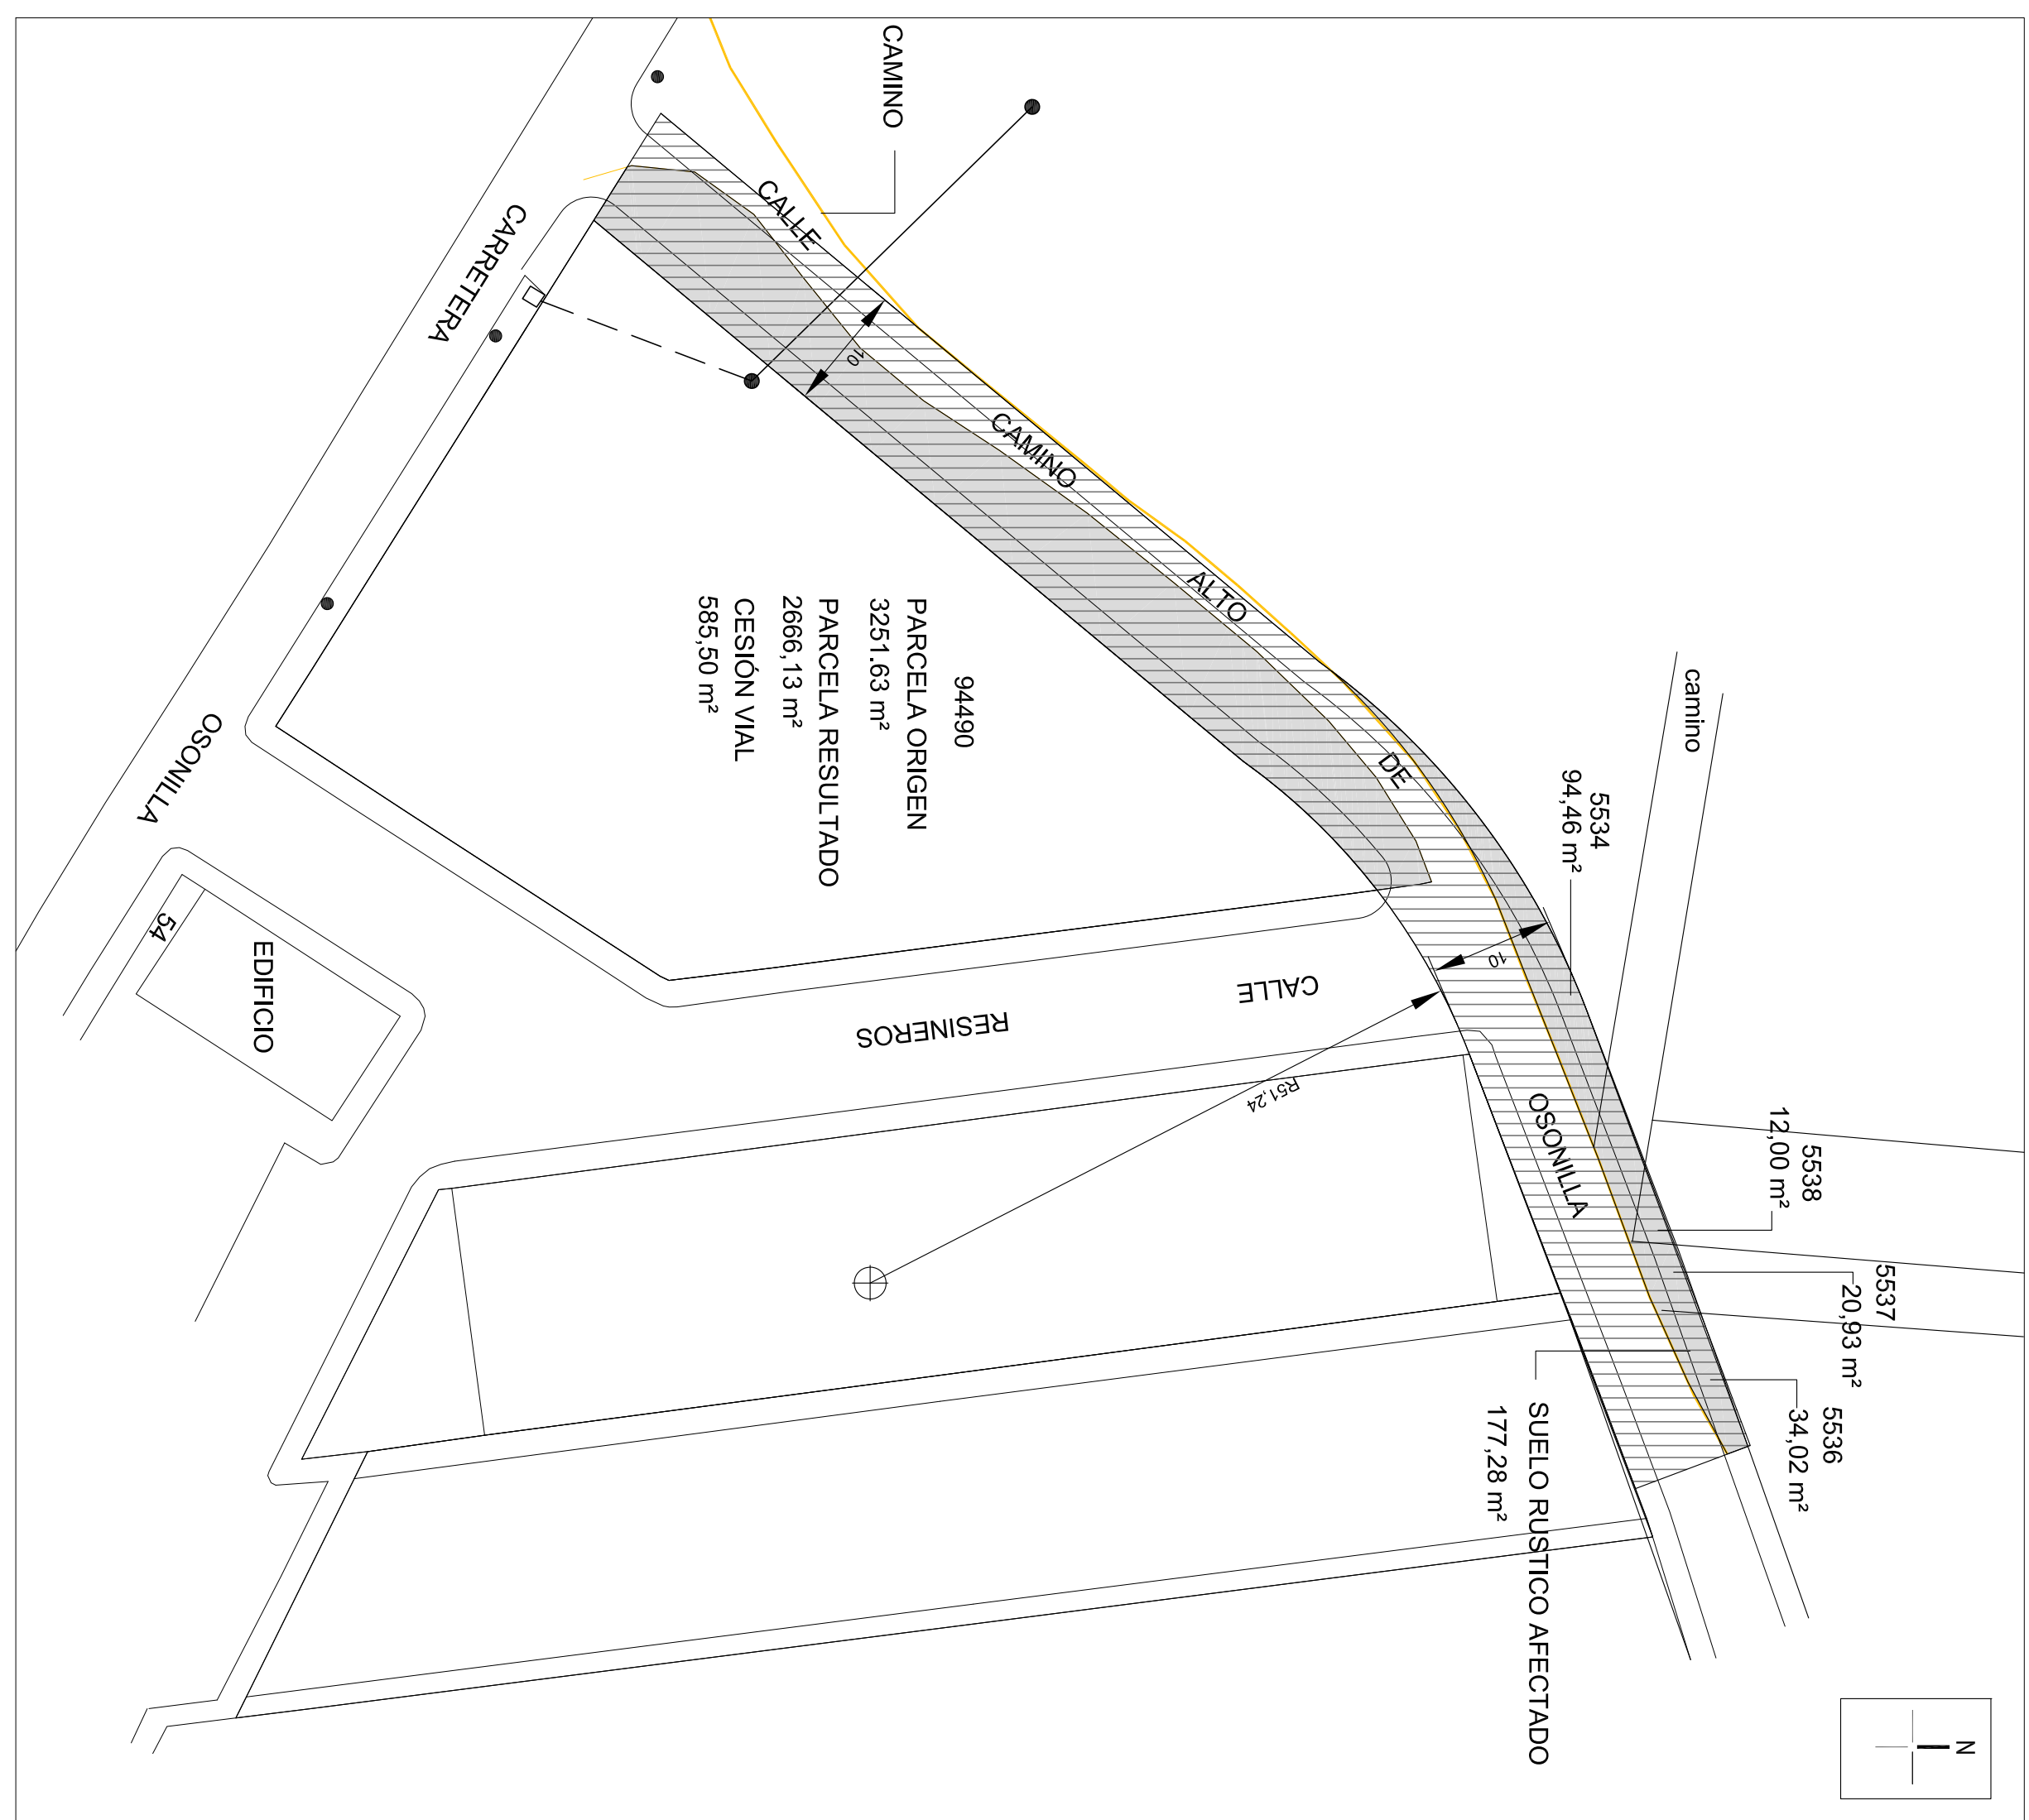 CAMINO
CALLE
CAMINO
ALTO
DE
OSONILLA
10
10
CARRETERA
OSONILLA
94490
PARCELA ORIGEN
3251.63 m²
PARCELA RESULTADO
2666,13 m²
CESIÓN VIAL
585,50 m²
camino
5534
94,46 m²
5538
12,00 m²
5537
20,93 m²
5536
34,02 m²
SUELO RUSTICO AFECTADO
177,28 m²
CALLE
RESINEROS
R51,24
54
EDIFICIO
N